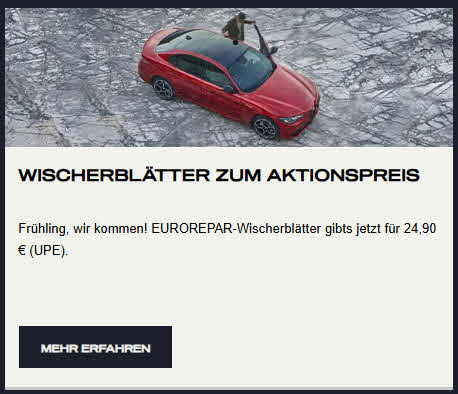 WISCHERBLÄTTER ZUM AKTIONSPREIS
Frühling, wir kommen! EUROREPAR-Wischerblätter gibts jetzt für 24,90
€ (UPE).
MEHR ERFAHREN